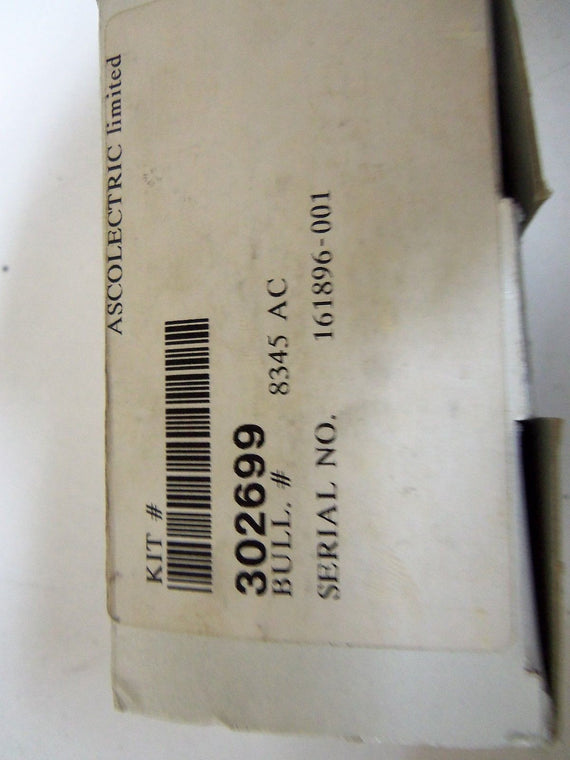 ASCOLECTRIC limited
KIT #
302699
BULL. # 8345 AC
SERIAL NO. 161896-001